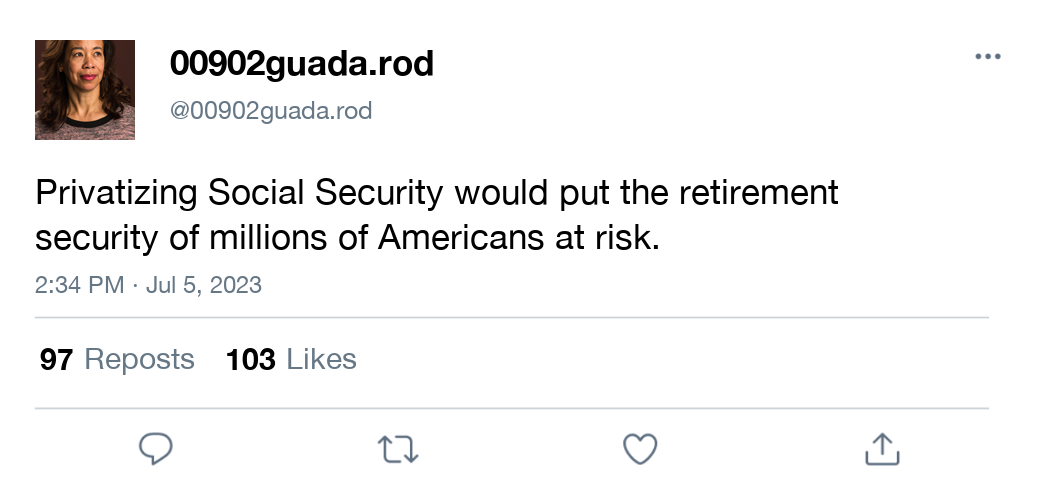 00902guada.rod
@00902guada.rod
Privatizing Social Security would put the retirement
security of millions of Americans at risk.
2:34 PM · Jul 5, 2023
97 Reposts 103 Likes